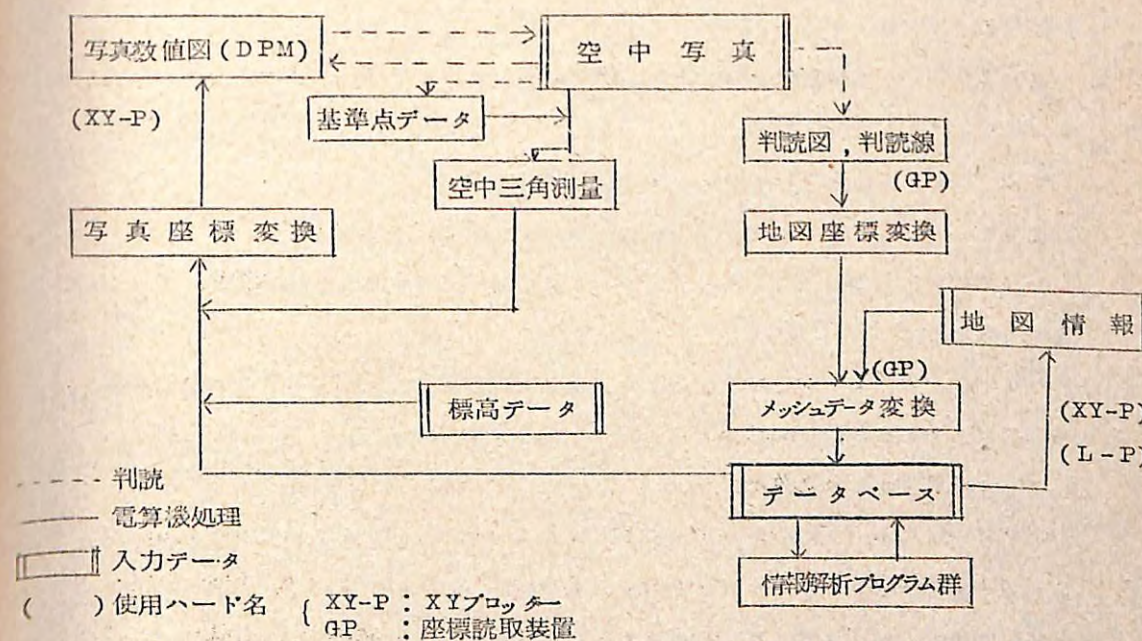 写真数値図(DPM)
空中写真
(XY-P)
基準点データ
判読図,判読線
(GP)
空中三角測量
写真座標変換
地図座標変換
地図情報
(GP)
標高データ
メッシュデータ変換
(XY-P)
(L-P)
データベース
判読
電算機処理
入力データ
情報解析プログラム群
( )使用ハード名 { XY-P:XYプロッター
GP :座標読取装置